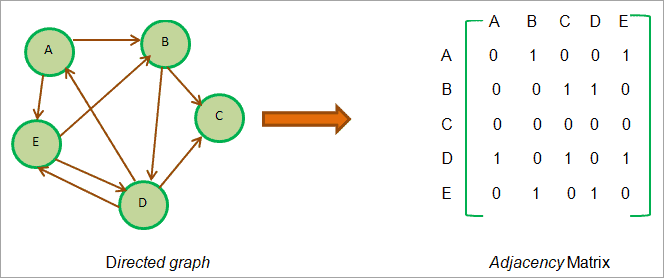 A
B
C
E
D
Directed graph
A B C D E
A 0 1 0 0 1
B 0 0 1 1 0
C 0 0 0 0 0
D 1 0 1 0 1
E 0 1 0 1 0
Adjacency Matrix